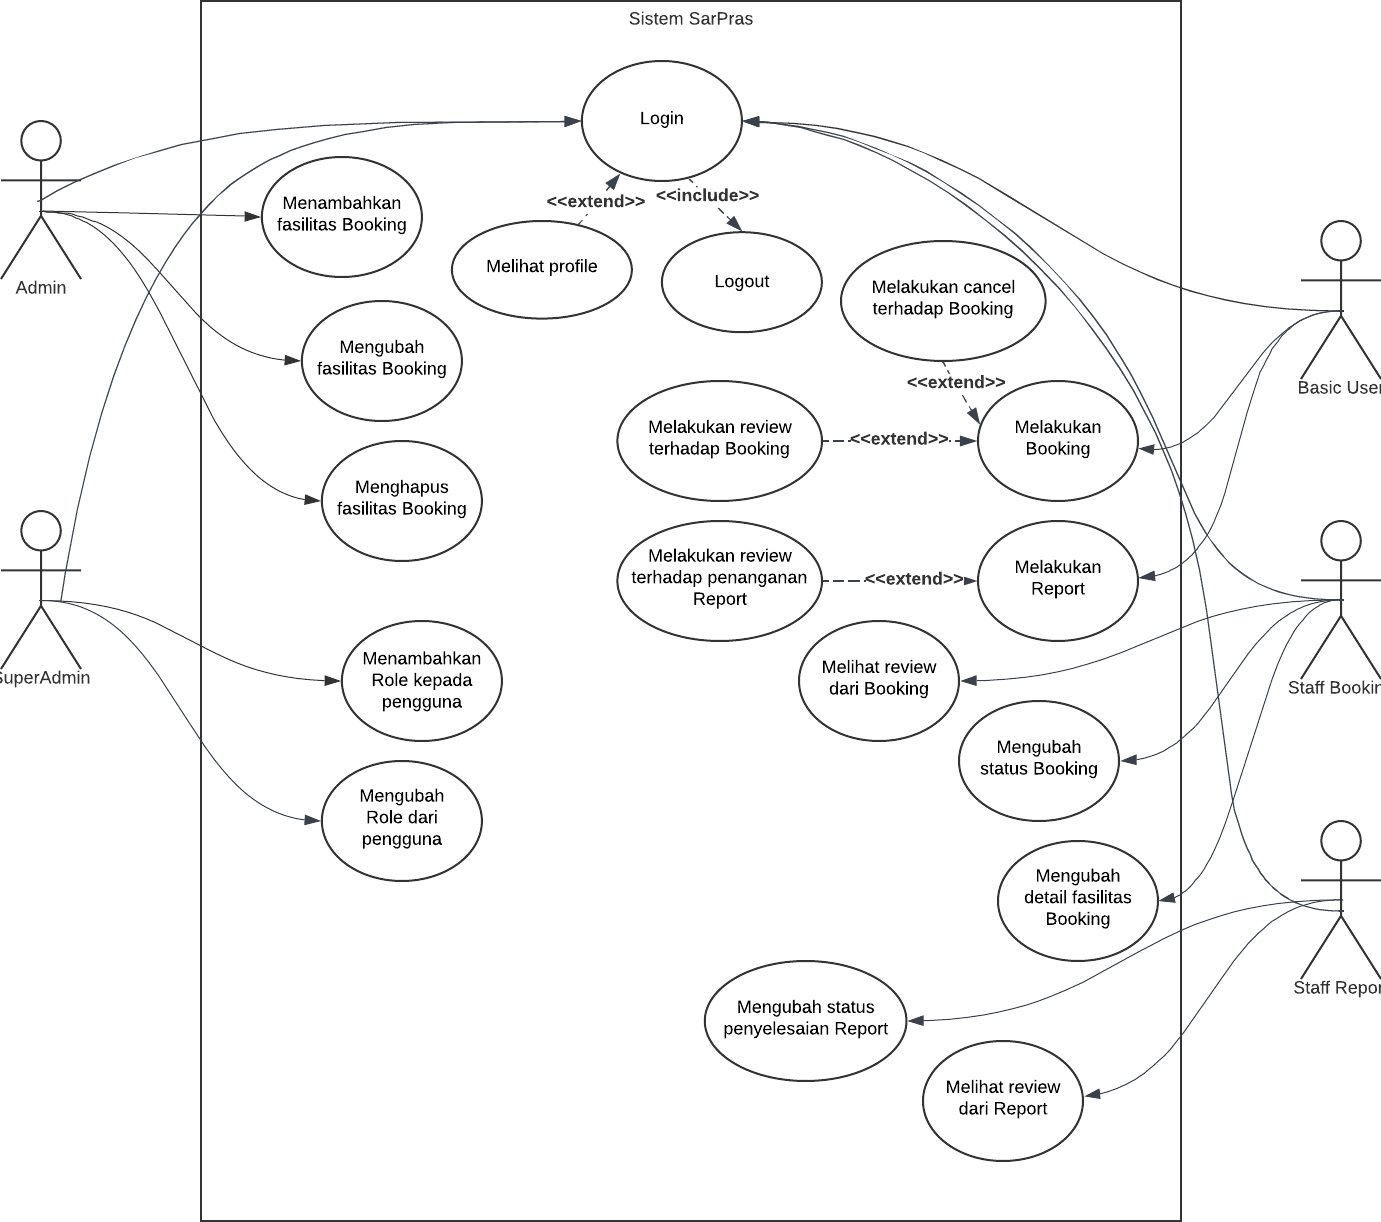 Sistem SarPras
Login
Menambahkan
fasilitas Booking
<<extend>>
<<include>>
Melihat profile
Logout
Melakukan cancel
terhadap Booking
Admin
Mengubah
fasilitas Booking
<<extend>>
Basic User
Melakukan review
terhadap Booking
<<extend>>
Melakukan
Booking
Menghapus
fasilitas Booking
Melakukan review
terhadap penanganan
Report
<<extend>>
Melakukan
Report
SuperAdmin
Menambahkan
Role kepada
pengguna
Melihat review
dari Booking
Staff Bookin
Mengubah
status Booking
Mengubah
Role dari
pengguna
Mengubah
detail fasilitas
Booking
Staff Repor
Mengubah status
penyelesaian Report
Melihat review
dari Report